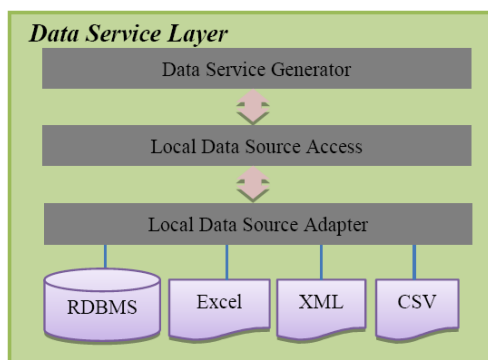 Data Service Layer
Data Service Generator
Local Data Source Access
Local Data Source Adapter
RDBMS
Excel
XML
CSV